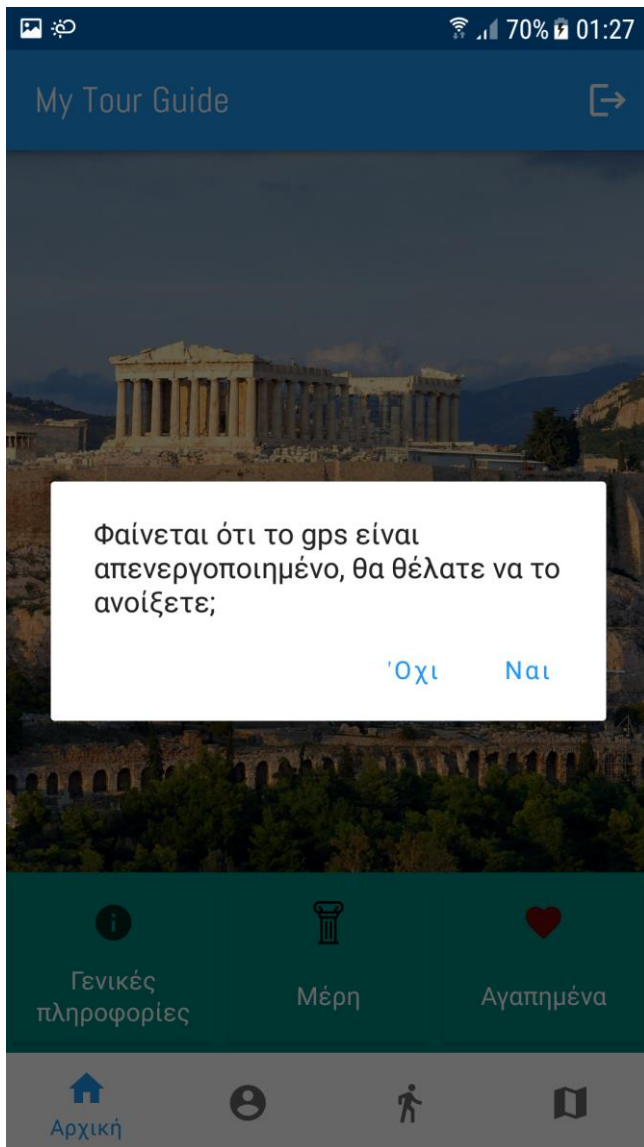 70% 01:27
My Tour Guide
Φαίνεται ότι το gps είναι
απενεργοποιημένο, θα θέλατε να το
ανοίξετε;
'Οχι Ναι
Γενικές
πληροφορίες
Μέρη
Αγαπημένα
Αρχική